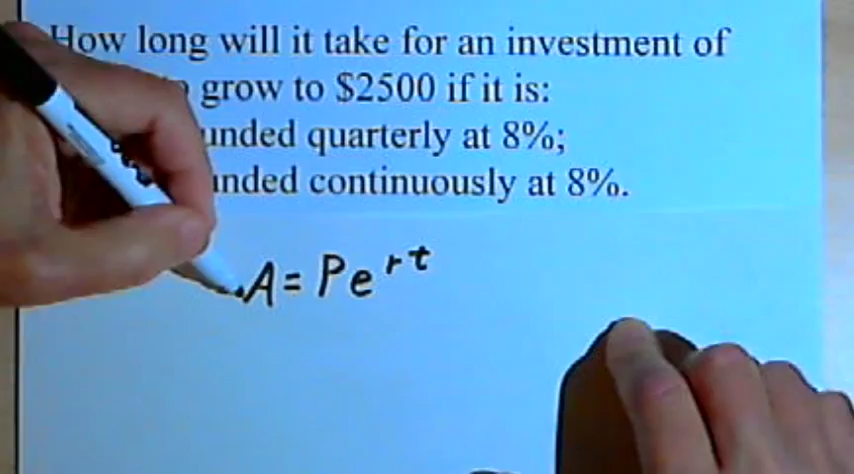 How long will it take for an investment of
grow to $2500 if it is:
unded quarterly at 8%;
unded continuously at 8%.
A = Pe^rt